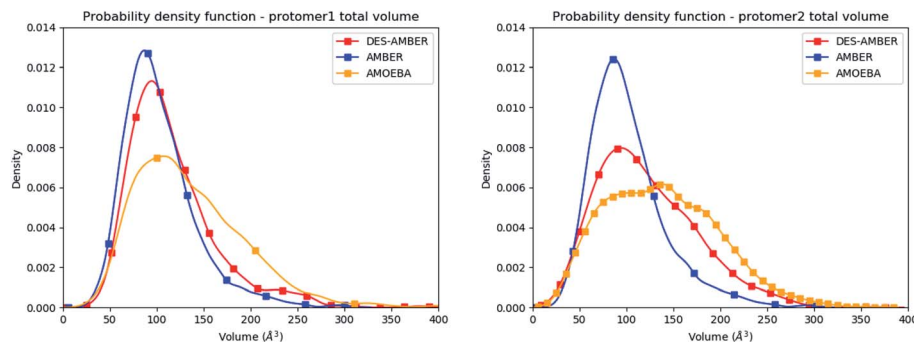 Probability density function - protomer1 total volume
0.014
0.012
0.010
0.008
0.006
0.004
0.002
0.000
Density
DES-AMBER
AMBER
AMOEBA
0
50
100
150
200
250
300
350
400
Volume (Å³)
Probability density function - protomer2 total volume
0.014
0.012
0.010
0.008
0.006
0.004
0.002
0.000
Density
DES-AMBER
AMBER
AMOEBA
0
50
100
150
200
250
300
350
400
Volume (Å³)